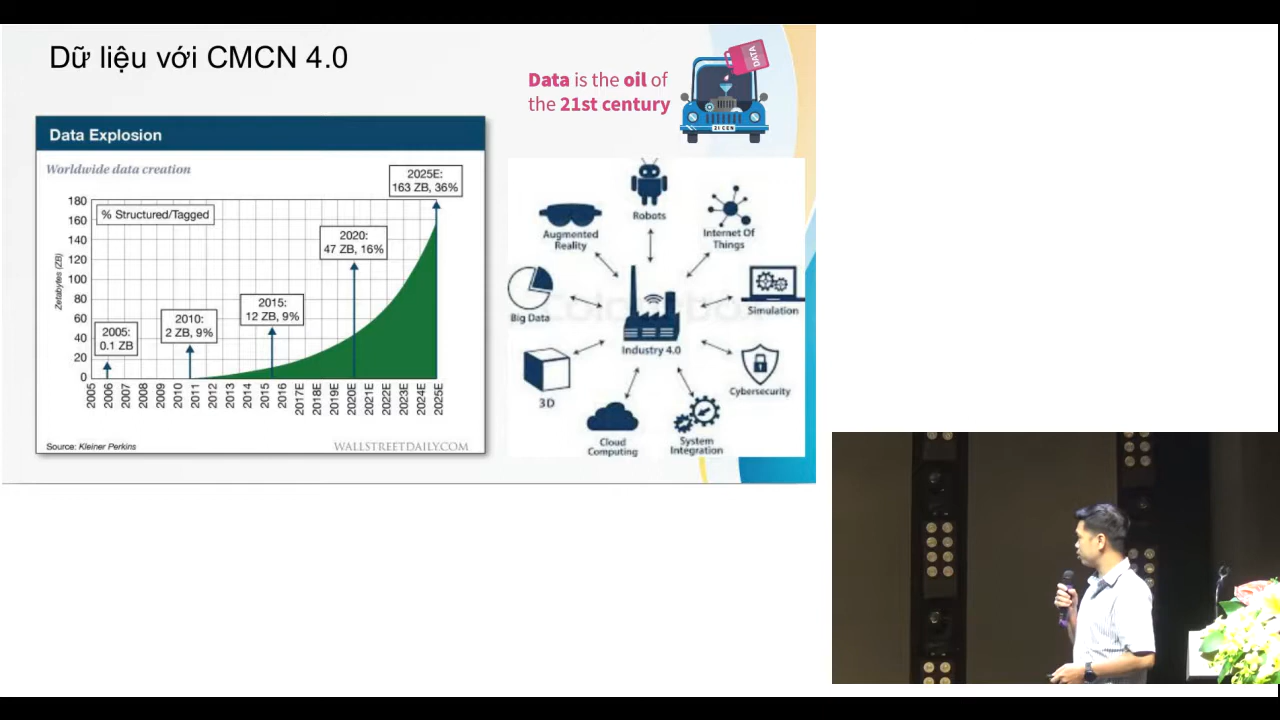 Dữ liệu với CMCN 4.0
Data is the oil of
the 21st century
DATA
21 CEN
Data Explosion
Worldwide data creation
% Structured/Tagged
Zetabytes (ZB)
180
160
140
120
100
80
60
40
20
0
2005:
0.1 ZB
2010:
2 ZB, 9%
2015:
12 ZB, 9%
2020:
47 ZB, 16%
2025E:
163 ZB, 36%
2005
2006
2007
2008
2009
2010
2011
2012
2013
2014
2015
2016
2017E
2018E
2019E
2020E
2021E
2022E
2023E
2024E
2025E
Source: Kleiner Perkins
WALLSTREETDAILY.COM
Robots
Augmented
Reality
Internet Of
Things
Big Data
Simulation
Industry 4.0
3D
Cybersecurity
Cloud
Computing
System
Integration